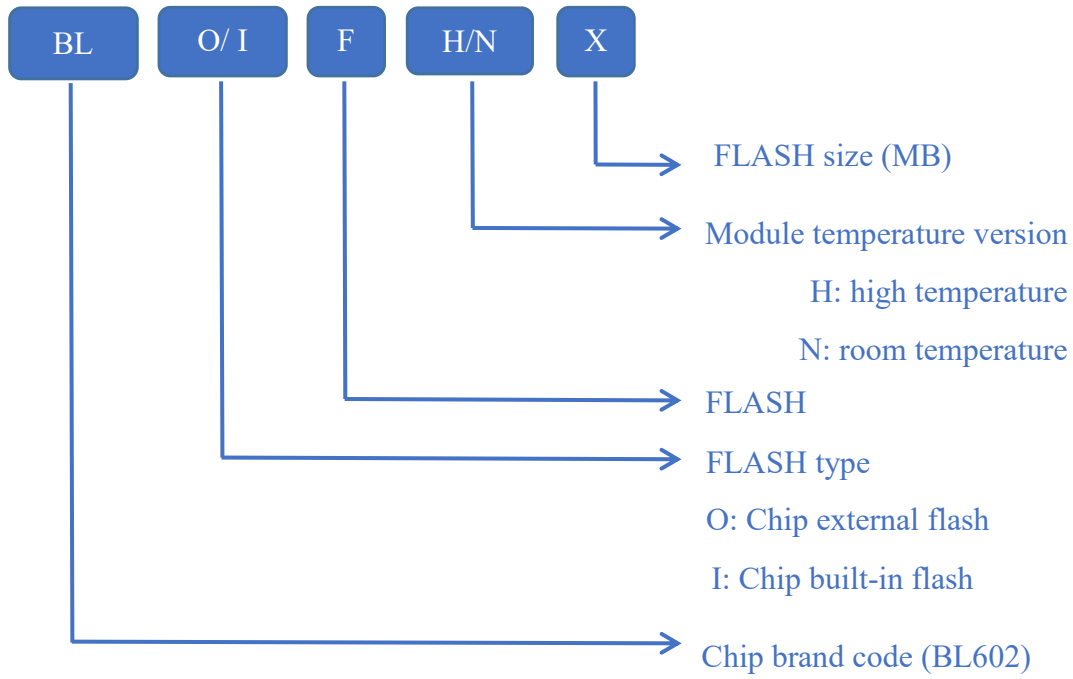 BL O/ I F H/N X
FLASH size (MB)
Module temperature version
H: high temperature
N: room temperature
FLASH
FLASH type
O: Chip external flash
I: Chip built-in flash
Chip brand code (BL602)